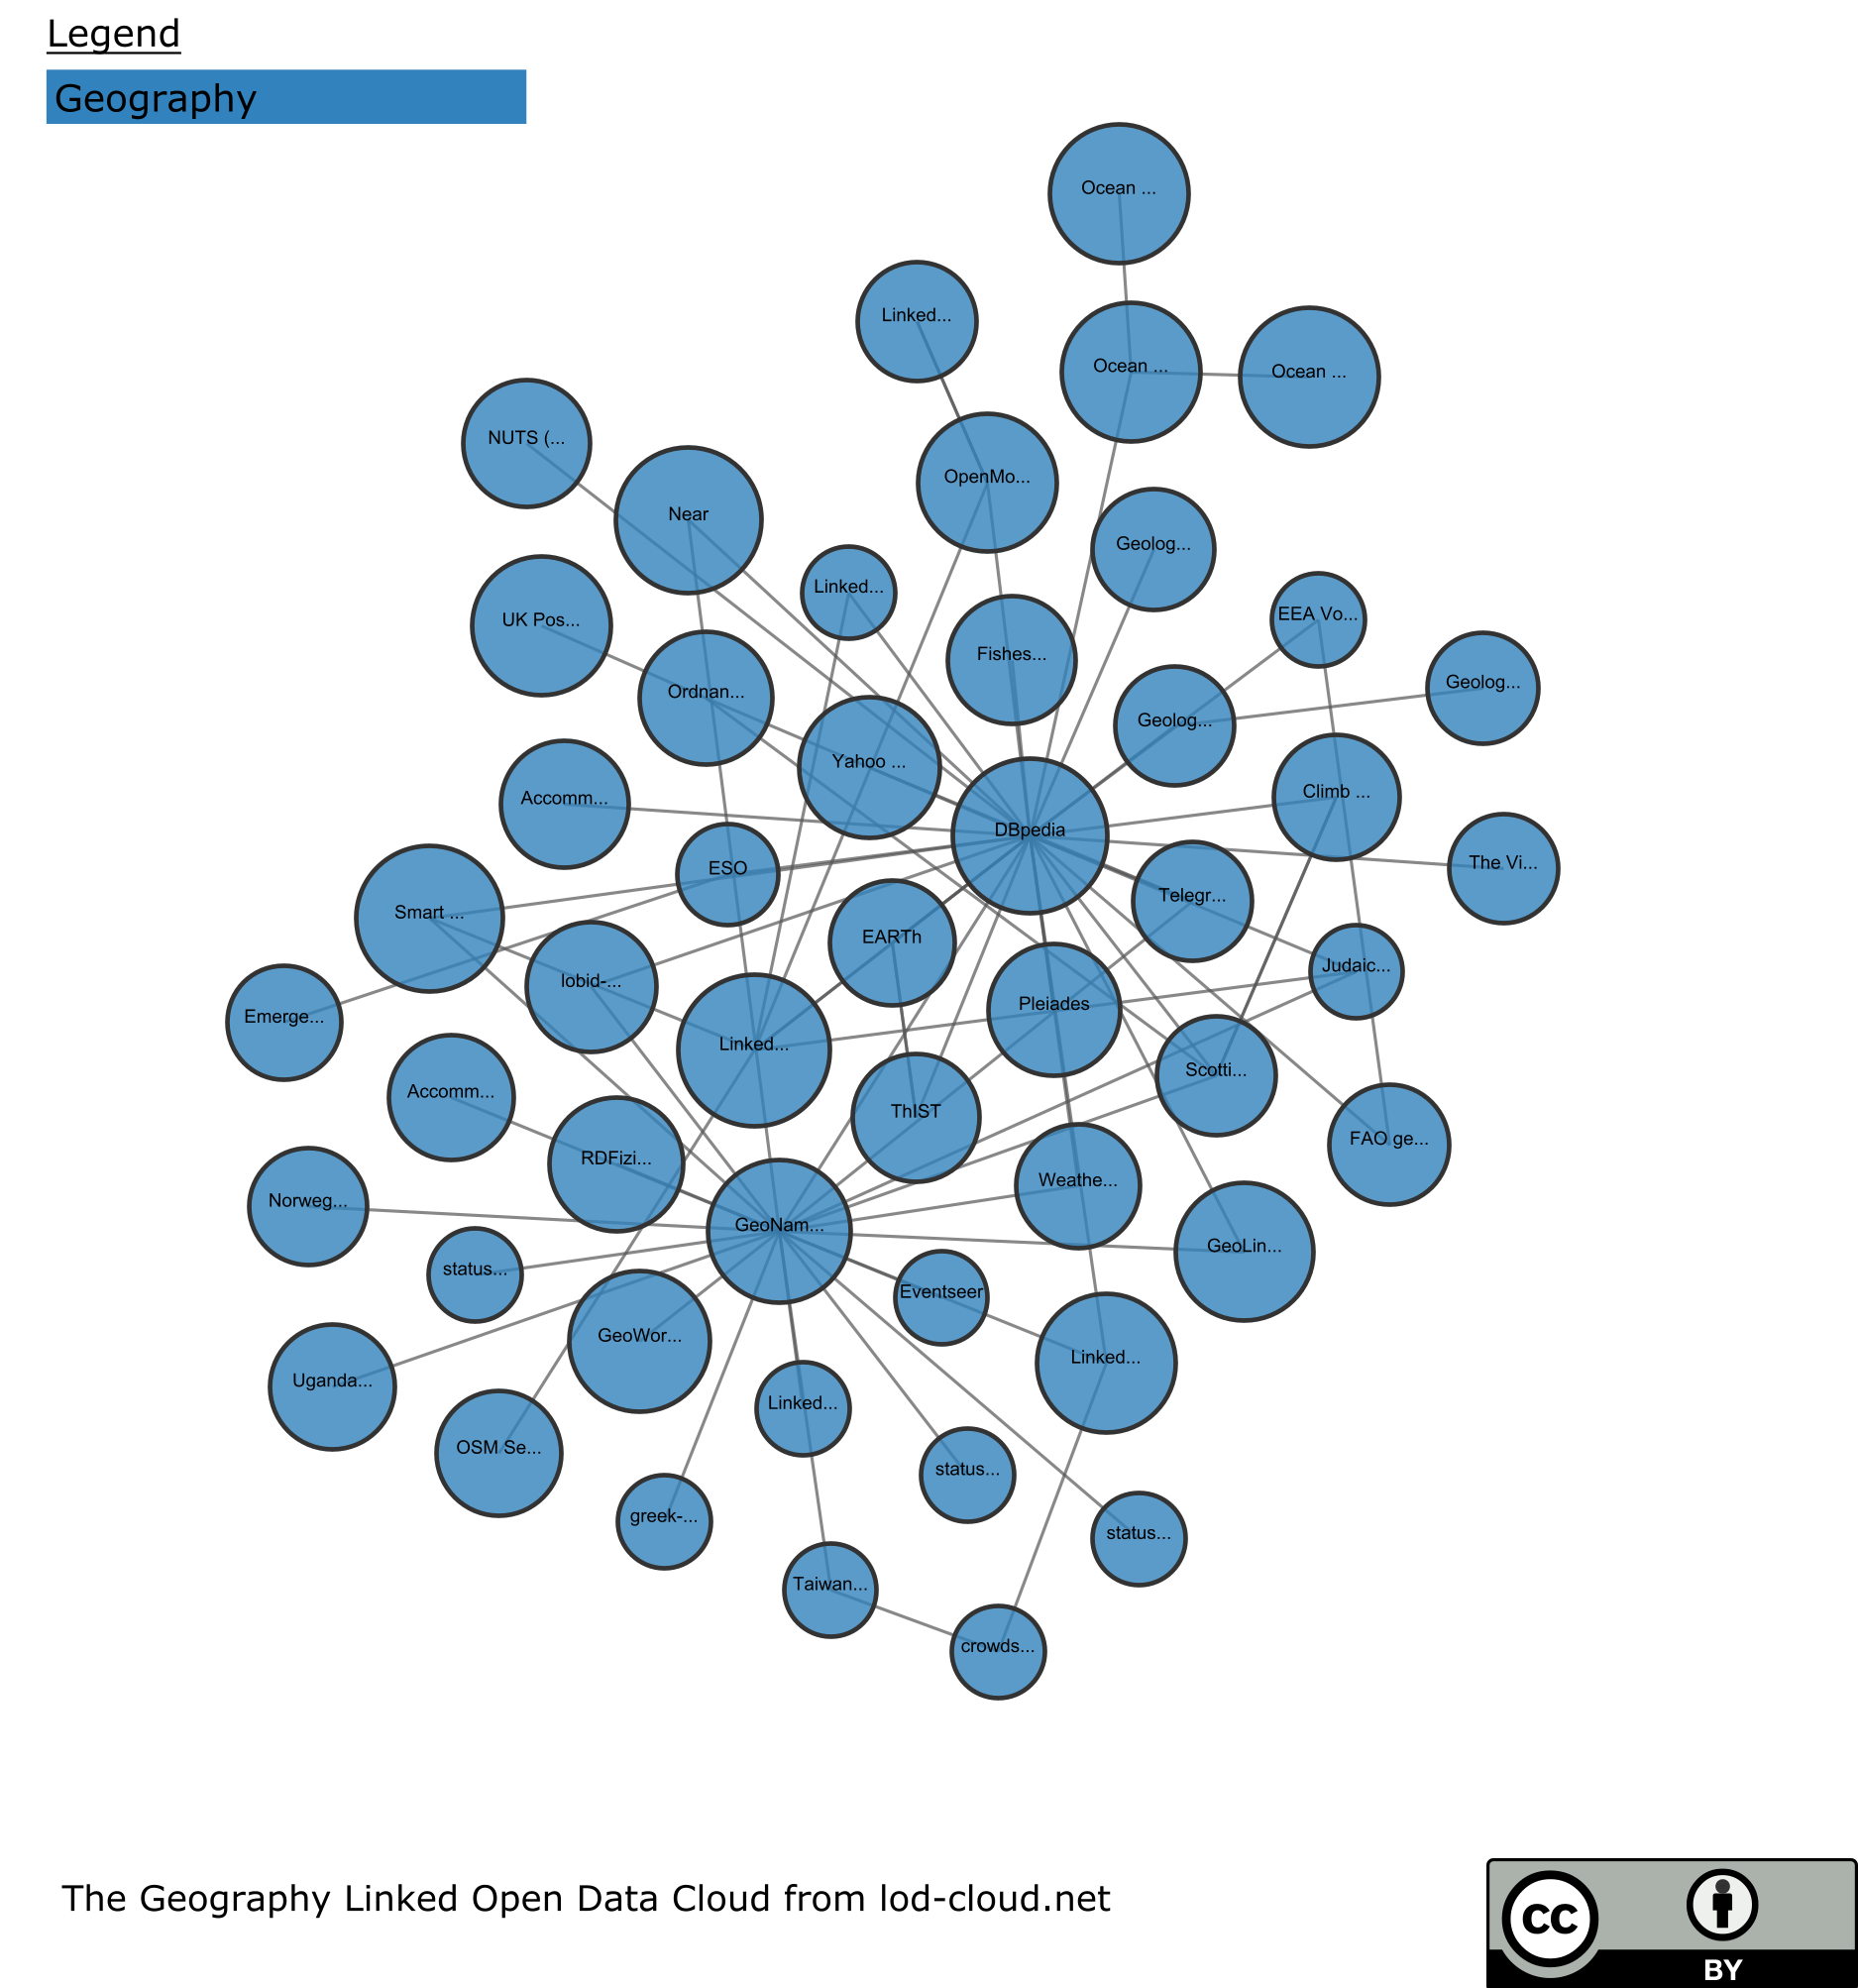 Legend
Geography
Ocean ...
Linked...
Ocean ...
Ocean ...
NUTS (...
OpenMo...
Near
Geolog...
Linked...
EEA Vo...
UK Pos...
Fishes...
Geolog...
Ordnan...
Geolog...
Yahoo ...
Climb ...
Accomm...
DBpedia
The Vi...
ESO
Telegr...
Smart ...
EARTh
Judaic...
lobid-...
Pleiades
Emerge...
Linked...
Scotti...
Accomm...
ThIST
FAO ge...
RDFizi...
Weathe...
Norweg...
GeoNam...
GeoLin...
status...
Eventseer
GeoWor...
Linked...
Uganda...
Linked...
OSM Se...
status...
greek-...
status...
Taiwan...
crowds...
The Geography Linked Open Data Cloud from lod-cloud.net
cc
BY